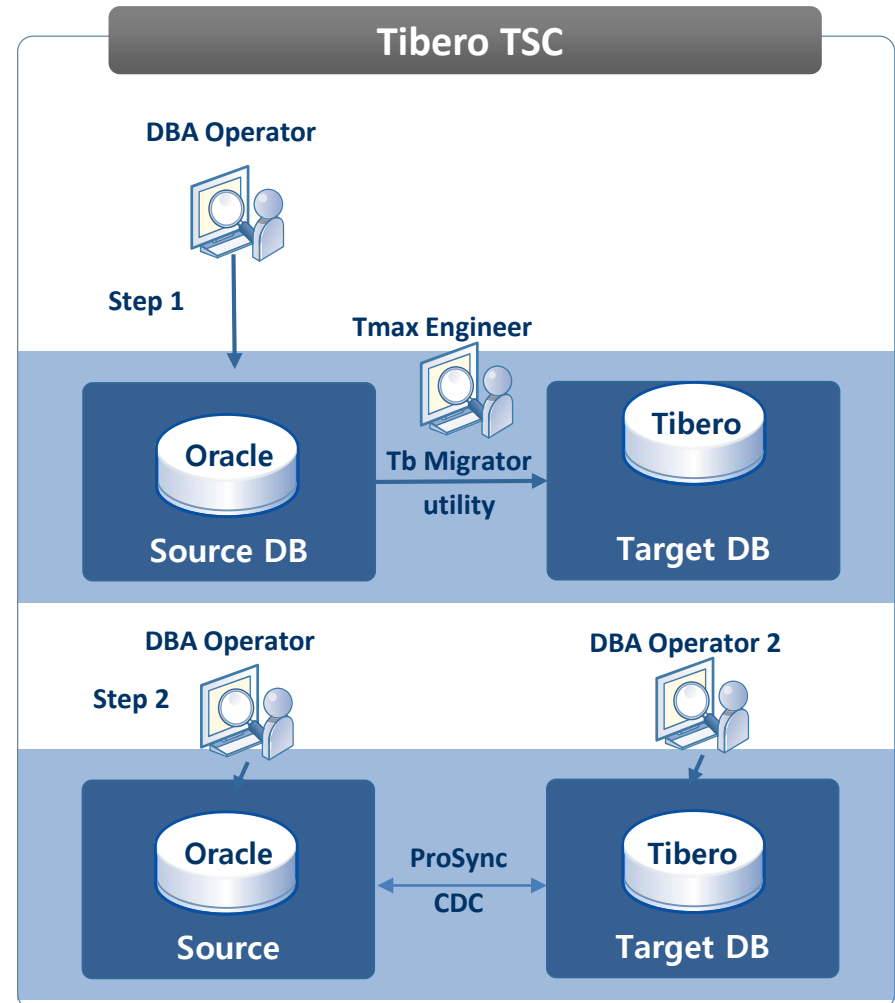 Tibero TSC
DBA Operator
Step 1
Tmax Engineer
Oracle
Tibero
Tb Migrator
utility
Source DB
Target DB
DBA Operator
DBA Operator 2
Step 2
Oracle
ProSync
Tibero
CDC
Source
Target DB